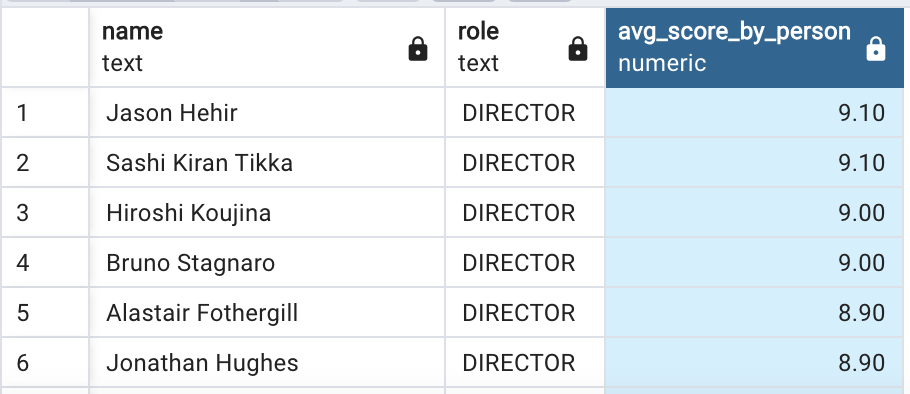 name role avg_score_by_person
text text numeric
1 Jason Hehir DIRECTOR 9.10
2 Sashi Kiran Tikka DIRECTOR 9.10
3 Hiroshi Koujina DIRECTOR 9.00
4 Bruno Stagnaro DIRECTOR 9.00
5 Alastair Fothergill DIRECTOR 8.90
6 Jonathan Hughes DIRECTOR 8.90